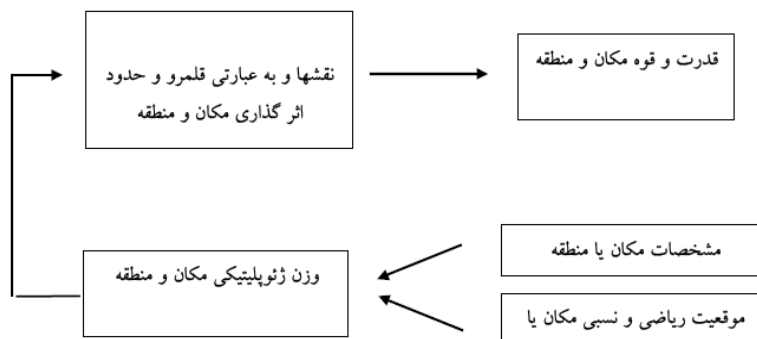 قدرت و قوه مکان و منطقه
نقشها و به عبارتی قلمرو و حدود
اثر گذاری مکان و منطقه
مشخصات مکان یا منطقه
وزن ژئوپلیتیکی مکان و منطقه
موقعیت ریاضی و نسبی مکان یا